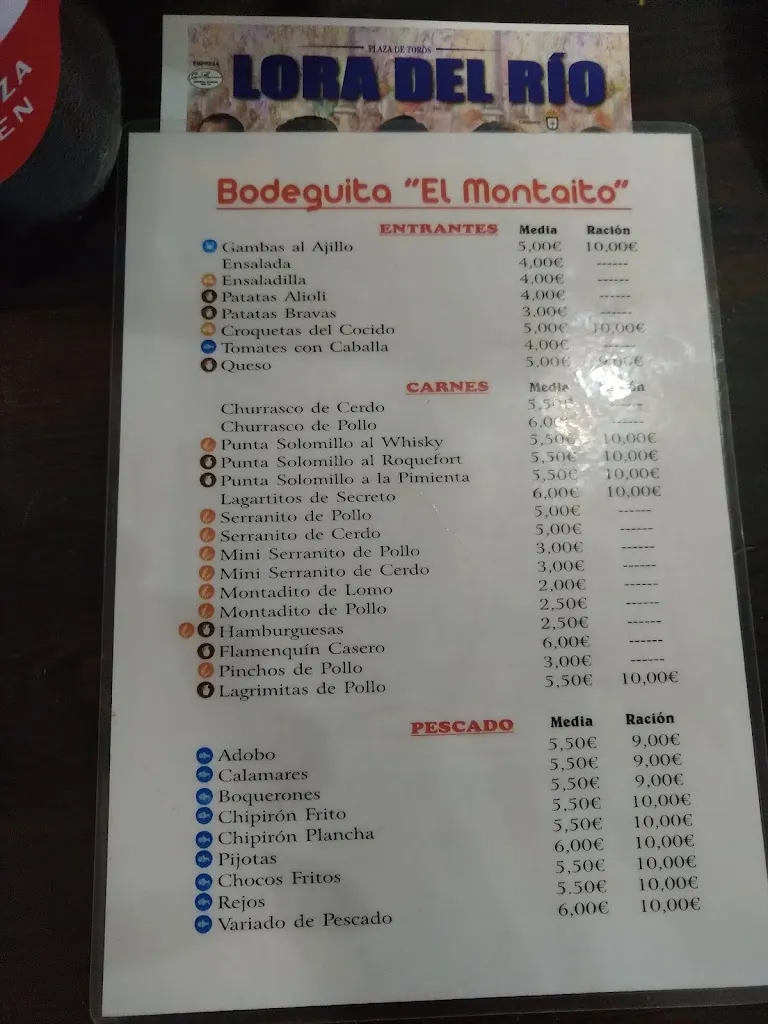 PLAZA DE TOROS
EMPRESA
LORA DEL RÍO
ZA
EN
Bodeguita "El Montaito"
ENTRANTES Media Ración
Gambas al Ajillo 5,00€ 10,00€
Ensalada 4,00€ ------
Ensaladilla 4,00€ ------
Patatas Alioli 4,00€ ------
Patatas Bravas 3,00€ ------
Croquetas del Cocido 5,00€ 10,00€
Tomates con Caballa 4,00€ ------
Queso 5,00€ 9,00€
CARNES Media Ración
Churrasco de Cerdo 5,50€ ------
Churrasco de Pollo 6,00€ ------
Punta Solomillo al Whisky 5,50€ 10,00€
Punta Solomillo al Roquefort 5,50€ 10,00€
Punta Solomillo a la Pimienta 5,50€ 10,00€
Lagartitos de Secreto 6,00€ 10,00€
Serranito de Pollo 5,00€ ------
Serranito de Cerdo 5,00€ ------
Mini Serranito de Pollo 3,00€ ------
Mini Serranito de Cerdo 3,00€ ------
Montadito de Lomo 2,00€ ------
Montadito de Pollo 2,50€ ------
Hamburguesas 2,50€ ------
Flamenquín Casero 6,00€ ------
Pinchos de Pollo 3,00€ ------
Lagrimitas de Pollo 5,50€ 10,00€
PESCADO Media Ración
Adobo 5,50€ 9,00€
Calamares 5,50€ 9,00€
Boquerones 5,50€ 9,00€
Chipirón Frito 5,50€ 10,00€
Chipirón Plancha 5,50€ 10,00€
Pijotas 6,00€ 10,00€
Chocos Fritos 5,50€ 10,00€
Rejos 5.50€ 10,00€
Variado de Pescado 6,00€ 10,00€